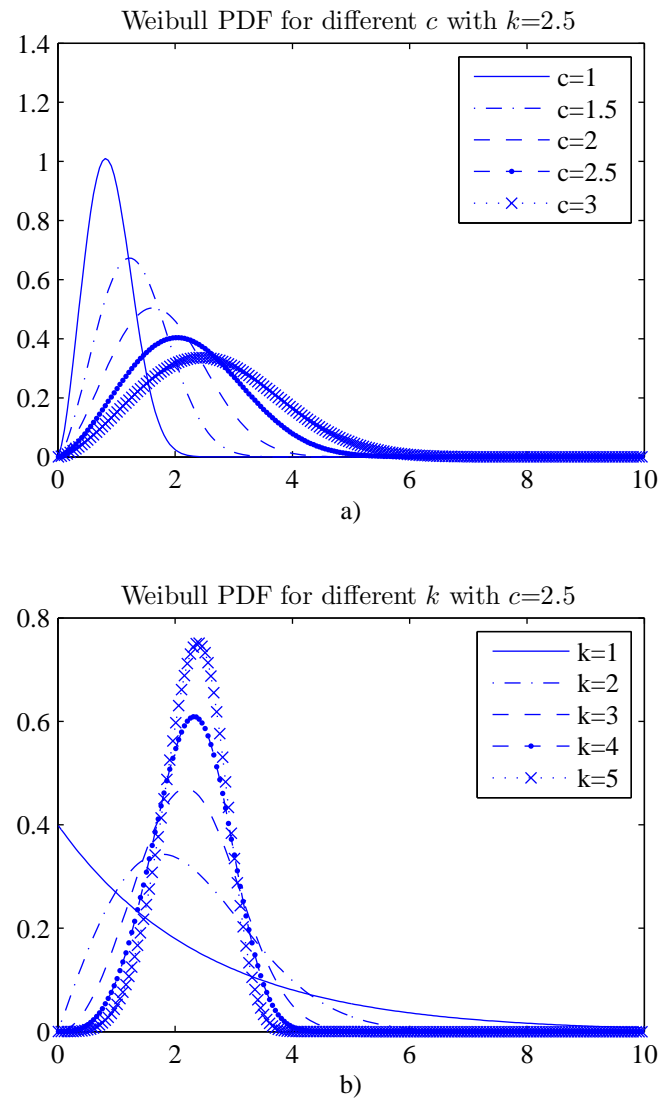 Weibull PDF for different c with k=2.5
1.4
1.2
1
0.8
0.6
0.4
0.2
0
0 2 4 6 8 10
c=1
c=1.5
c=2
c=2.5
c=3
a)
Weibull PDF for different k with c=2.5
0.8
0.6
0.4
0.2
0
0 2 4 6 8 10
k=1
k=2
k=3
k=4
k=5
b)